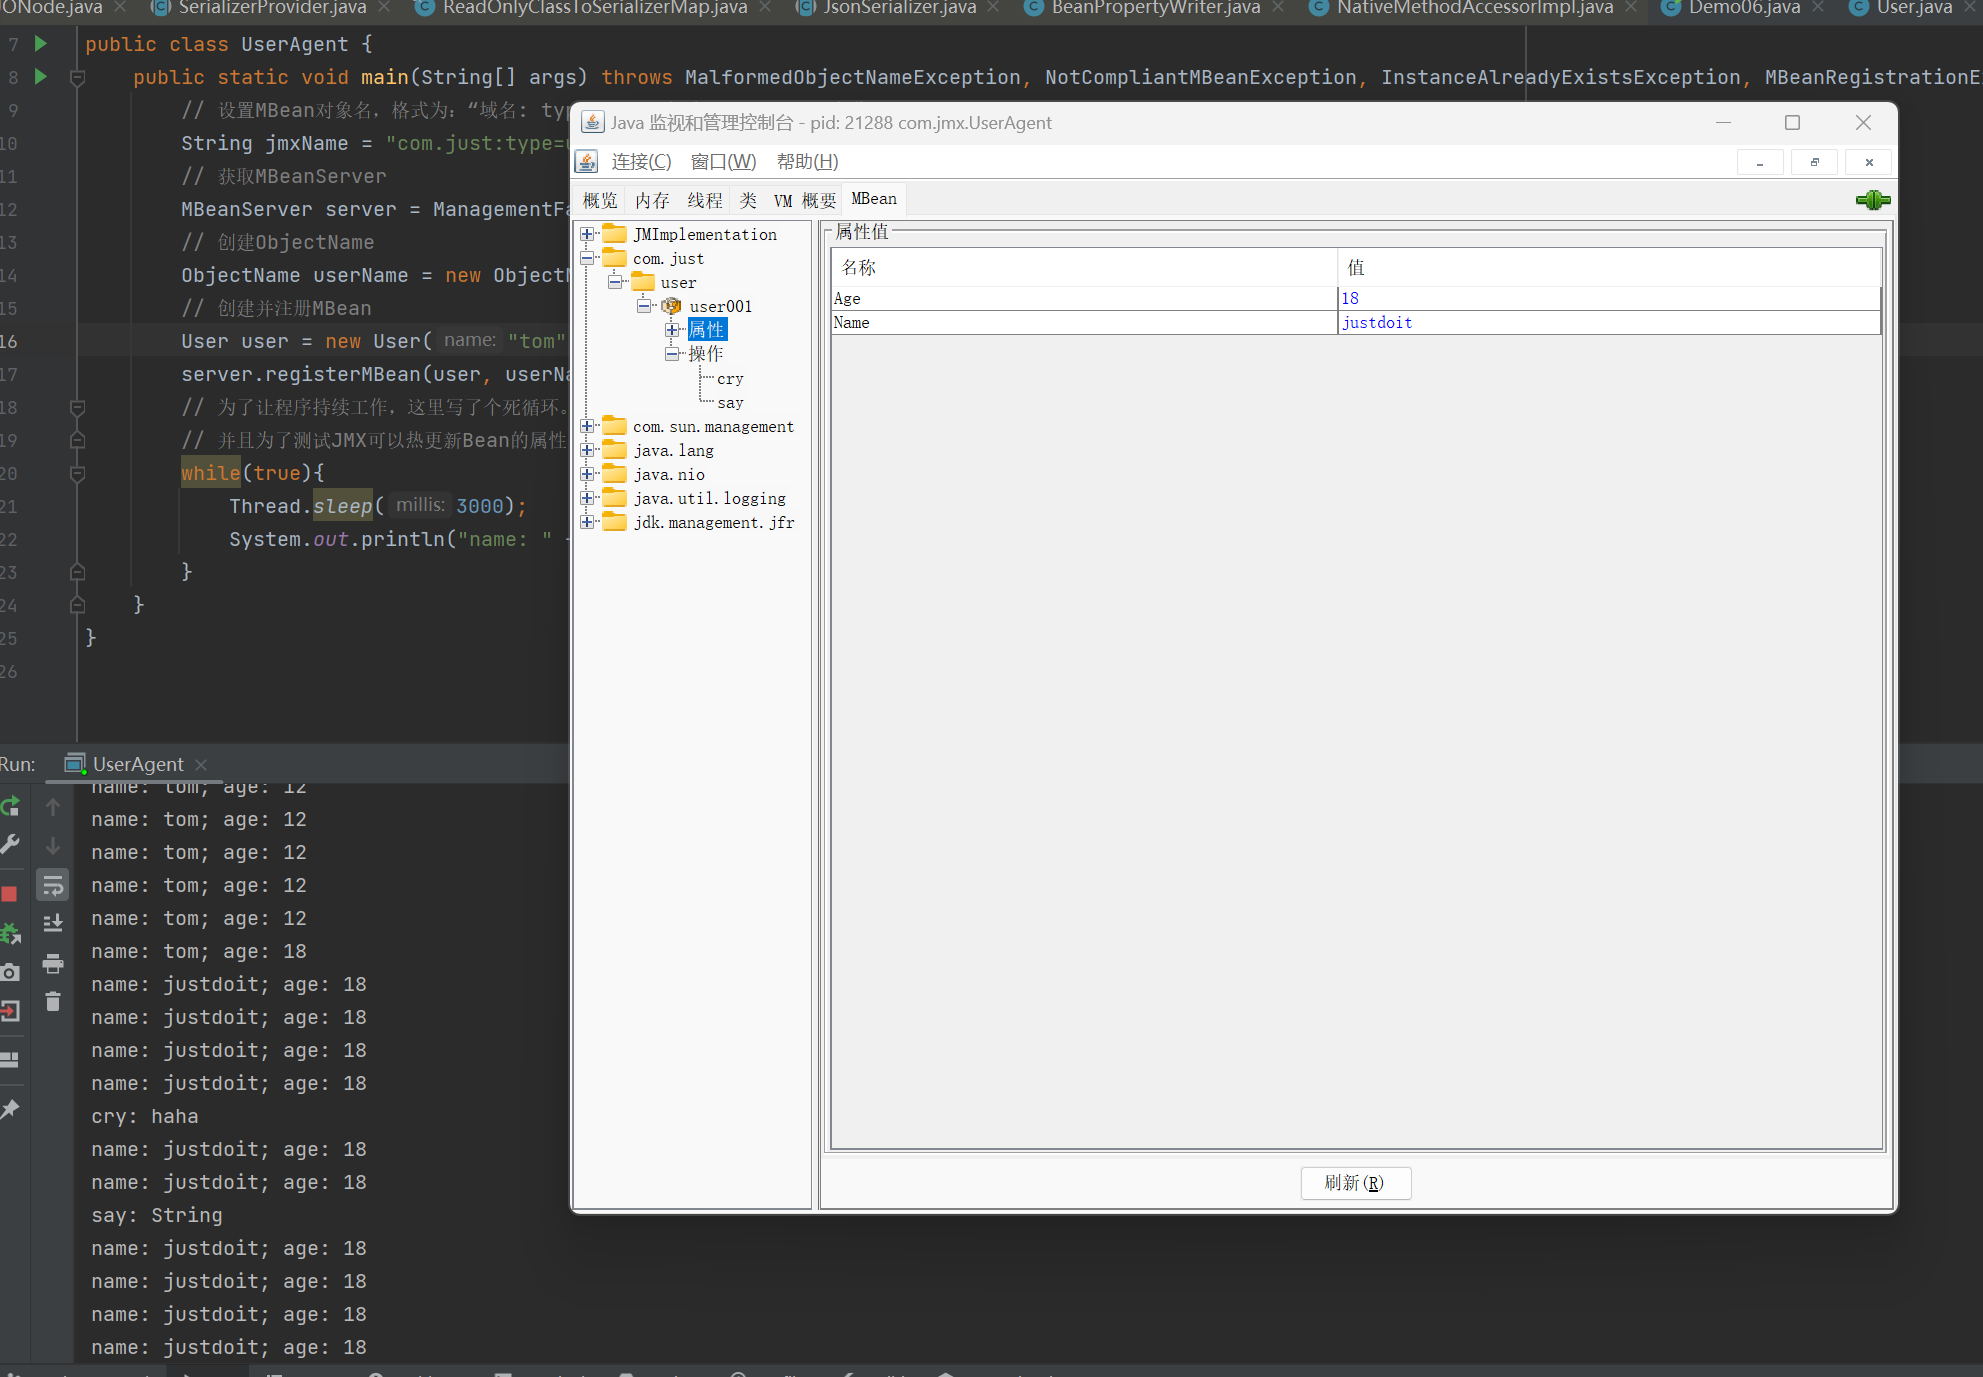 ONode.java SerializerProvider.java ReadOnlyClassToSerializerMap.java JsonSerializer.java BeanPropertyWriter.java NativeMethodAccessorImpl.java Demo06.java User.java
7 public class UserAgent {
8 public static void main(String[] args) throws MalformedObjectNameException, NotCompliantMBeanException, InstanceAlreadyExistsException, MBeanRegistrationE
9 // 设置MBean对象名，格式为：“域名: typ
10 String jmxName = "com.just:type=u
11 // 获取MBeanServer
12 MBeanServer server = ManagementFa
13 // 创建ObjectName
14 ObjectName userName = new ObjectN
15 // 创建并注册MBean
16 User user = new User( name: "tom"
17 server.registerMBean(user, userNa
18 // 为了让程序持续工作，这里写了个死循环。
19 // 并且为了测试JMX可以热更新Bean的属性
20 while(true){
21 Thread.sleep( millis: 3000);
22 System.out.println("name: " +
23 }
24 }
25 }
26
Java 监视和管理控制台 - pid: 21288 com.jmx.UserAgent
连接(C) 窗口(W) 帮助(H)
概览 内存 线程 类 VM 概要 MBean
JMImplementation
com.just
user
user001
属性
操作
cry
say
com.sun.management
java.lang
java.nio
java.util.logging
jdk.management.jfr
属性值
名称 值
Age 18
Name justdoit
刷新(R)
Run: UserAgent
name: tom; age: 12
name: tom; age: 12
name: tom; age: 12
name: tom; age: 12
name: tom; age: 12
name: tom; age: 18
name: justdoit; age: 18
name: justdoit; age: 18
name: justdoit; age: 18
name: justdoit; age: 18
cry: haha
name: justdoit; age: 18
name: justdoit; age: 18
say: String
name: justdoit; age: 18
name: justdoit; age: 18
name: justdoit; age: 18
name: justdoit; age: 18